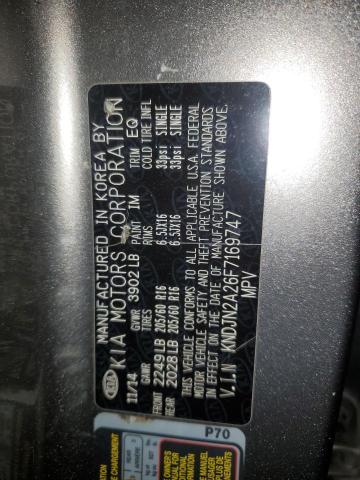 MANUFACTURED IN KOREA BY
KIA KIA MOTORS CORPORATION
11/14 GVWR 3902 LB PAINT IM TRIM EQ
GAWR TIRES RIMS COLD TIRE INFL
FRONT 2249 LB 205/60 R16 6.5JX16 33psi SINGLE
REAR 2028 LB 205/60 R16 6.5JX16 33psi SINGLE
THIS VEHICLE CONFORMS TO ALL APPLICABLE U.S.A. FEDERAL
MOTOR VEHICLE SAFETY AND THEFT PREVENTION STANDARDS
IN EFFECT ON THE DATE OF MANUFACTURE SHOWN ABOVE.
V.I.N KNDJN2A26F7169747
MPV
P70